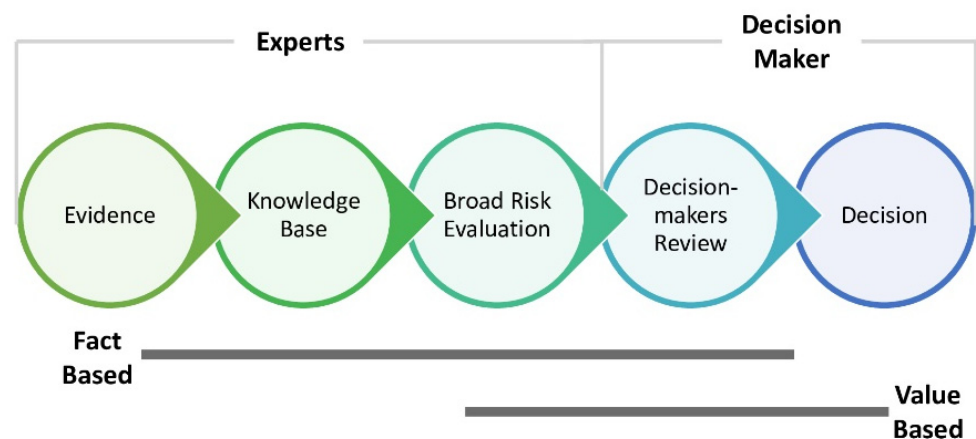 Experts
Decision
Maker
Evidence
Knowledge
Base
Broad Risk
Evaluation
Decision-
makers
Review
Decision
Fact
Based
Value
Based